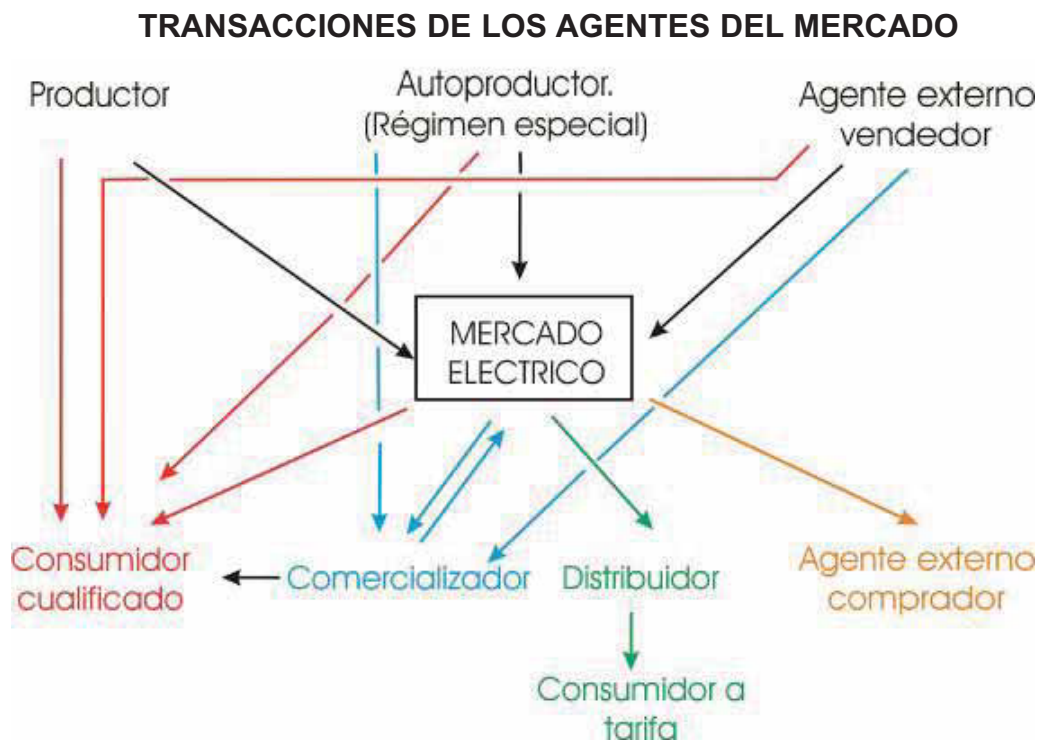 TRANSACCIONES DE LOS AGENTES DEL MERCADO
Productor
Autoproductor.
(Régimen especial)
Agente externo
vendedor
MERCADO
ELECTRICO
Consumidor
cualificado
Comercializador
Distribuidor
Agente externo
comprador
Consumidor a
tarifa